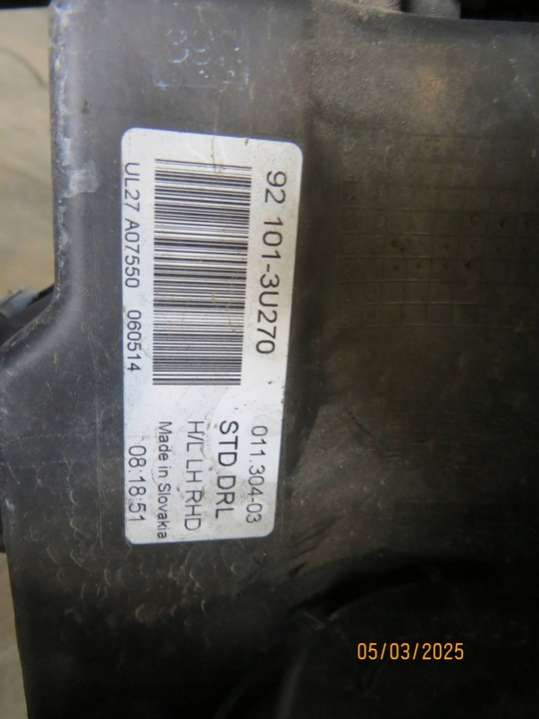 92 101-3U270
011.304-03
STD DRL
H/L LH RHD
Made in Slovakia
UL27 A07550 060514 08:18:51
05/03/2025